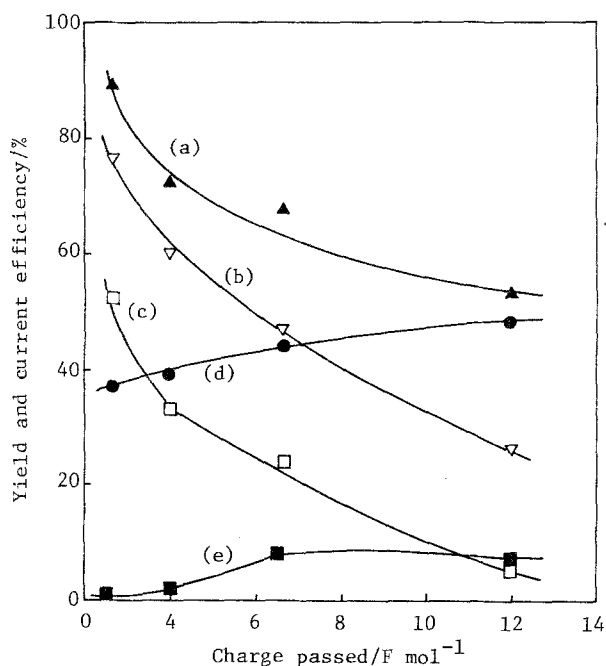 Yield and current efficiency/%
100
80
60
40
20
0
(a)
(b)
(c)
(d)
(e)
0 2 4 6 8 10 12 14
Charge passed/F mol⁻¹